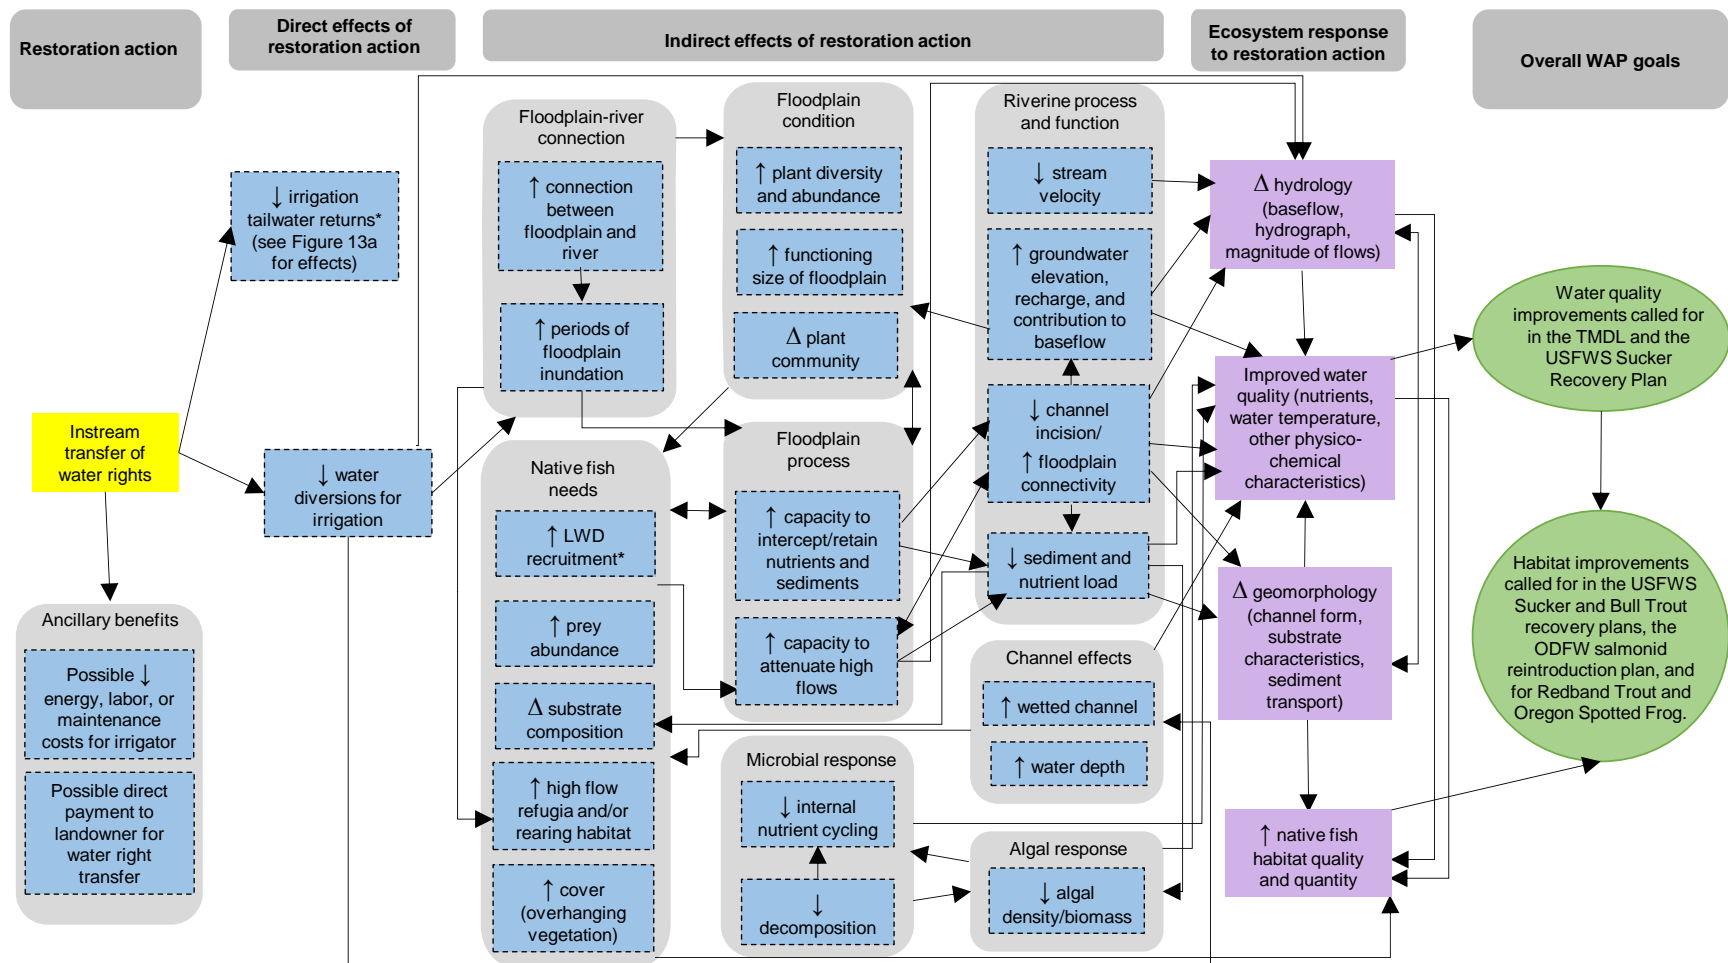 Restoration action
Direct effects of
restoration action
Indirect effects of restoration action
Ecosystem response
to restoration action
Overall WAP goals
Instream
transfer of
water rights
Ancillary benefits
Possible ↓
energy, labor, or
maintenance
costs for irrigator
Possible direct
payment to
landowner for
water right
transfer
↓ irrigation
tailwater returns*
(see Figure 13a
for effects)
↓ water
diversions for
irrigation
Floodplain-river
connection
↑ connection
between
floodplain and
river
↑ periods of
floodplain
inundation
Native fish
needs
↑ LWD
recruitment*
↑ prey
abundance
Δ substrate
composition
↑ high flow
refugia and/or
rearing habitat
↑ cover
(overhanging
vegetation)
Floodplain
condition
↑ plant diversity
and abundance
↑ functioning
size of floodplain
Δ plant
community
Floodplain
process
↑ capacity to
intercept/retain
nutrients and
sediments
↑ capacity to
attenuate high
flows
Microbial response
↓ internal
nutrient cycling
↓
decomposition
Riverine process
and function
↓ stream
velocity
↑ groundwater
elevation,
recharge, and
contribution to
baseflow
↓ channel
incision/
↑ floodplain
connectivity
↓ sediment and
nutrient load
Channel effects
↑ wetted channel
↑ water depth
Algal response
↓ algal
density/biomass
Δ hydrology
(baseflow,
hydrograph,
magnitude of flows)
Improved water
quality (nutrients,
water temperature,
other physico-
chemical
characteristics)
Δ geomorphology
(channel form,
substrate
characteristics,
sediment
transport)
↑ native fish
habitat quality
and quantity
Water quality
improvements called for
in the TMDL and the
USFWS Sucker
Recovery Plan
Habitat improvements
called for in the USFWS
Sucker and Bull Trout
recovery plans, the
ODFW salmonid
reintroduction plan, and
for Redband Trout and
Oregon Spotted Frog.